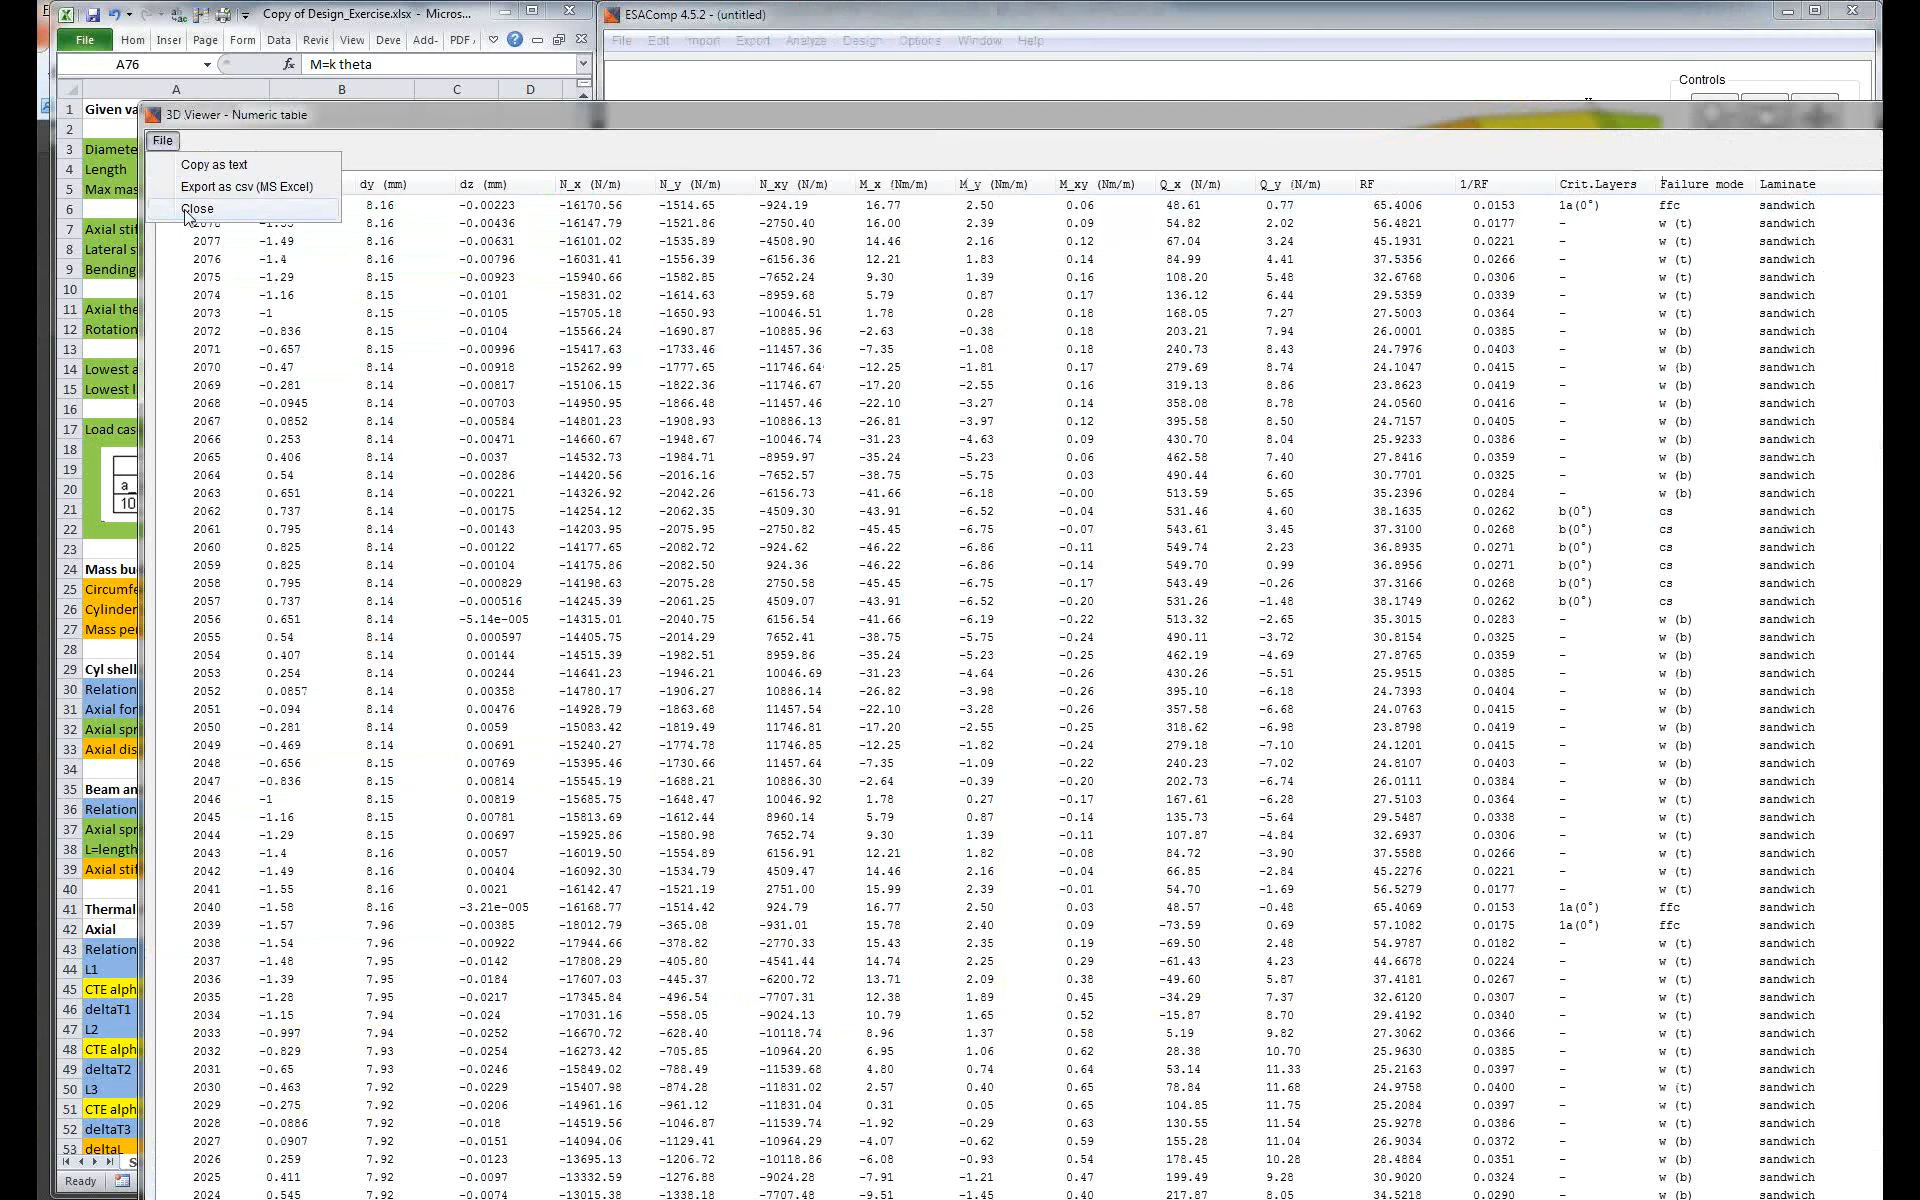 Copy of Design_Exercise.xlsx - Micros...
File Hom Inser Page Form Data Revie View Deve Add- PDF
A76 fx M=k theta
A B C D
1 Given va
2
3 Diamete
4 Length
5 Max mas
6
7 Axial stif
8 Lateral s
9 Bending
10
11 Axial the
12 Rotation
13
14 Lowest a
15 Lowest l
16
17 Load cas
18
19
20 a_
21 10
22
23
24 Mass bu
25 Circumfe
26 Cylinder
27 Mass per
28
29 Cyl shell
30 Relation
31 Axial for
32 Axial spr
33 Axial dis
34
35 Beam an
36 Relation
37 Axial spr
38 L=length
39 Axial stif
40
41 Thermal
42 Axial
43 Relation
44 L1
45 CTE alph
46 deltaT1
47 L2
48 CTE alph
49 deltaT2
50 L3
51 CTE alph
52 deltaT3
53 deltaL
Ready
ESAComp 4.5.2 - (untitled)
File Edit Import Export Analyze Design Options Window Help
Controls
3D Viewer - Numeric table
File
Copy as text
Export as csv (MS Excel)
Close
dy (mm) dz (mm) N_x (N/m) N_y (N/m) N_xy (N/m) M_x (Nm/m) M_y (Nm/m) M_xy (Nm/m) Q_x (N/m) Q_y (N/m) RF 1/RF Crit.Layers Failure mode Laminate
8.16 -0.00223 -16170.56 -1514.65 -924.19 16.77 2.50 0.06 48.61 0.77 65.4006 0.0153 1a(0°) ffc sandwich
8.16 -0.00436 -16147.79 -1521.86 -2750.40 16.00 2.39 0.09 54.82 2.02 56.4821 0.0177 - w (t) sandwich
2077 -1.49 8.16 -0.00631 -16101.02 -1535.89 -4508.90 14.46 2.16 0.12 67.04 3.24 45.1931 0.0221 - w (t) sandwich
2076 -1.4 8.16 -0.00796 -16031.41 -1556.39 -6156.36 12.21 1.83 0.14 84.99 4.41 37.5356 0.0266 - w (t) sandwich
2075 -1.29 8.15 -0.00923 -15940.66 -1582.85 -7652.24 9.30 1.39 0.16 108.20 5.48 32.6768 0.0306 - w (t) sandwich
2074 -1.16 8.15 -0.0101 -15831.02 -1614.63 -8959.68 5.79 0.87 0.17 136.12 6.44 29.5359 0.0339 - w (t) sandwich
2073 -1 8.15 -0.0105 -15705.18 -1650.93 -10046.51 1.78 0.28 0.18 168.05 7.27 27.5003 0.0364 - w (t) sandwich
2072 -0.836 8.15 -0.0104 -15566.24 -1690.87 -10885.96 -2.63 -0.38 0.18 203.21 7.94 26.0001 0.0385 - w (b) sandwich
2071 -0.657 8.15 -0.00996 -15417.63 -1733.46 -11457.36 -7.35 -1.08 0.18 240.73 8.43 24.7976 0.0403 - w (b) sandwich
2070 -0.47 8.14 -0.00918 -15262.99 -1777.65 -11746.64 -12.25 -1.81 0.17 279.69 8.74 24.1047 0.0415 - w (b) sandwich
2069 -0.281 8.14 -0.00817 -15106.15 -1822.36 -11746.67 -17.20 -2.55 0.16 319.13 8.86 23.8623 0.0419 - w (b) sandwich
2068 -0.0945 8.14 -0.00703 -14950.95 -1866.48 -11457.46 -22.10 -3.27 0.14 358.08 8.78 24.0560 0.0416 - w (b) sandwich
2067 0.0852 8.14 -0.00584 -14801.23 -1908.93 -10886.13 -26.81 -3.97 0.12 395.58 8.50 24.7157 0.0405 - w (b) sandwich
2066 0.253 8.14 -0.00471 -14660.67 -1948.67 -10046.74 -31.23 -4.63 0.09 430.70 8.04 25.9233 0.0386 - w (b) sandwich
2065 0.406 8.14 -0.0037 -14532.73 -1984.71 -8959.97 -35.24 -5.23 0.06 462.58 7.40 27.8416 0.0359 - w (b) sandwich
2064 0.54 8.14 -0.00286 -14420.56 -2016.16 -7652.57 -38.75 -5.75 0.03 490.44 6.60 30.7701 0.0325 - w (b) sandwich
2063 0.651 8.14 -0.00221 -14326.92 -2042.26 -6156.73 -41.66 -6.18 -0.00 513.59 5.65 35.2396 0.0284 - w (b) sandwich
2062 0.737 8.14 -0.00175 -14254.12 -2062.35 -4509.30 -43.91 -6.52 -0.04 531.46 4.60 38.1635 0.0262 b(0°) cs sandwich
2061 0.795 8.14 -0.00143 -14203.95 -2075.95 -2750.82 -45.45 -6.75 -0.07 543.61 3.45 37.3100 0.0268 b(0°) cs sandwich
2060 0.825 8.14 -0.00122 -14177.65 -2082.72 -924.62 -46.22 -6.86 -0.11 549.74 2.23 36.8935 0.0271 b(0°) cs sandwich
2059 0.825 8.14 -0.00104 -14175.86 -2082.50 924.36 -46.22 -6.86 -0.14 549.70 0.99 36.8956 0.0271 b(0°) cs sandwich
2058 0.795 8.14 -0.000829 -14198.63 -2075.28 2750.58 -45.45 -6.75 -0.17 543.49 -0.26 37.3166 0.0268 b(0°) cs sandwich
2057 0.737 8.14 -0.000516 -14245.39 -2061.25 4509.07 -43.91 -6.52 -0.20 531.26 -1.48 38.1749 0.0262 b(0°) cs sandwich
2056 0.651 8.14 -5.14e-005 -14315.01 -2040.75 6156.54 -41.66 -6.19 -0.22 513.32 -2.65 35.3015 0.0283 - w (b) sandwich
2055 0.54 8.14 0.000597 -14405.75 -2014.29 7652.41 -38.75 -5.75 -0.24 490.11 -3.72 30.8154 0.0325 - w (b) sandwich
2054 0.407 8.14 0.00144 -14515.39 -1982.51 8959.86 -35.24 -5.23 -0.25 462.19 -4.69 27.8765 0.0359 - w (b) sandwich
2053 0.254 8.14 0.00244 -14641.23 -1946.21 10046.69 -31.23 -4.64 -0.26 430.26 -5.51 25.9515 0.0385 - w (b) sandwich
2052 0.0857 8.14 0.00358 -14780.17 -1906.27 10886.14 -26.82 -3.98 -0.26 395.10 -6.18 24.7393 0.0404 - w (b) sandwich
2051 -0.094 8.14 0.00476 -14928.79 -1863.68 11457.54 -22.10 -3.28 -0.26 357.58 -6.68 24.0763 0.0415 - w (b) sandwich
2050 -0.281 8.14 0.0059 -15083.42 -1819.49 11746.81 -17.20 -2.55 -0.25 318.62 -6.98 23.8798 0.0419 - w (b) sandwich
2049 -0.469 8.14 0.00691 -15240.27 -1774.78 11746.85 -12.25 -1.82 -0.24 279.18 -7.10 24.1201 0.0415 - w (b) sandwich
2048 -0.656 8.15 0.00769 -15395.46 -1730.66 11457.64 -7.35 -1.09 -0.22 240.23 -7.02 24.8107 0.0403 - w (b) sandwich
2047 -0.836 8.15 0.00814 -15545.19 -1688.21 10886.30 -2.64 -0.39 -0.20 202.73 -6.74 26.0111 0.0384 - w (b) sandwich
2046 -1 8.15 0.00819 -15685.75 -1648.47 10046.92 1.78 0.27 -0.17 167.61 -6.28 27.5103 0.0364 - w (t) sandwich
2045 -1.16 8.15 0.00781 -15813.69 -1612.44 8960.14 5.79 0.87 -0.14 135.73 -5.64 29.5487 0.0338 - w (t) sandwich
2044 -1.29 8.15 0.00697 -15925.86 -1580.98 7652.74 9.30 1.39 -0.11 107.87 -4.84 32.6937 0.0306 - w (t) sandwich
2043 -1.4 8.16 0.0057 -16019.50 -1554.89 6156.91 12.21 1.82 -0.08 84.72 -3.90 37.5588 0.0266 - w (t) sandwich
2042 -1.49 8.16 0.00404 -16092.30 -1534.79 4509.47 14.46 2.16 -0.04 66.85 -2.84 45.2276 0.0221 - w (t) sandwich
2041 -1.55 8.16 0.0021 -16142.47 -1521.19 2751.00 15.99 2.39 -0.01 54.70 -1.69 56.5279 0.0177 - w (t) sandwich
2040 -1.58 8.16 -3.21e-005 -16168.77 -1514.42 924.79 16.77 2.50 0.03 48.57 -0.48 65.4069 0.0153 1a(0°) ffc sandwich
2039 -1.57 7.96 -0.00385 -18012.79 -365.08 -931.01 15.78 2.40 0.09 -73.59 0.69 57.1082 0.0175 1a(0°) ffc sandwich
2038 -1.54 7.96 -0.00922 -17944.66 -378.82 -2770.33 15.43 2.35 0.19 -69.50 2.48 54.9787 0.0182 - w (t) sandwich
2037 -1.48 7.95 -0.0142 -17808.29 -405.80 -4541.44 14.74 2.25 0.29 -61.43 4.23 44.6678 0.0224 - w (t) sandwich
2036 -1.39 7.95 -0.0184 -17607.03 -445.37 -6200.72 13.71 2.09 0.38 -49.60 5.87 37.4181 0.0267 - w (t) sandwich
2035 -1.28 7.95 -0.0217 -17345.84 -496.54 -7707.31 12.38 1.89 0.45 -34.29 7.37 32.6120 0.0307 - w (t) sandwich
2034 -1.15 7.94 -0.024 -17031.16 -558.05 -9024.13 10.79 1.65 0.52 -15.87 8.70 29.4192 0.0340 - w (t) sandwich
2033 -0.997 7.94 -0.0252 -16670.72 -628.40 -10118.74 8.96 1.37 0.58 5.19 9.82 27.3062 0.0366 - w (t) sandwich
2032 -0.829 7.93 -0.0254 -16273.42 -705.85 -10964.20 6.95 1.06 0.62 28.38 10.70 25.9630 0.0385 - w (t) sandwich
2031 -0.65 7.93 -0.0246 -15849.02 -788.49 -11539.68 4.80 0.74 0.64 53.14 11.33 25.2163 0.0397 - w (t) sandwich
2030 -0.463 7.92 -0.0229 -15407.98 -874.28 -11831.02 2.57 0.40 0.65 78.84 11.68 24.9758 0.0400 - w (t) sandwich
2029 -0.275 7.92 -0.0206 -14961.16 -961.12 -11831.04 0.31 0.05 0.65 104.85 11.75 25.2084 0.0397 - w (t) sandwich
2028 -0.0886 7.92 -0.018 -14519.56 -1046.87 -11539.74 -1.92 -0.29 0.63 130.55 11.54 25.9278 0.0386 - w (t) sandwich
2027 0.0907 7.92 -0.0151 -14094.06 -1129.41 -10964.29 -4.07 -0.62 0.59 155.28 11.04 26.9034 0.0372 - w (b) sandwich
2026 0.259 7.92 -0.0123 -13695.13 -1206.72 -10118.86 -6.08 -0.93 0.54 178.45 10.28 28.4884 0.0351 - w (b) sandwich
2025 0.411 7.92 -0.0097 -13332.59 -1276.88 -9024.28 -7.91 -1.21 0.47 199.49 9.28 30.9020 0.0324 - w (b) sandwich
2024 0.545 7.92 -0.0074 -13015.38 -1338.18 -7707.48 -9.51 -1.45 0.40 217.87 8.05 34.5218 0.0290 - w (b) sandwich